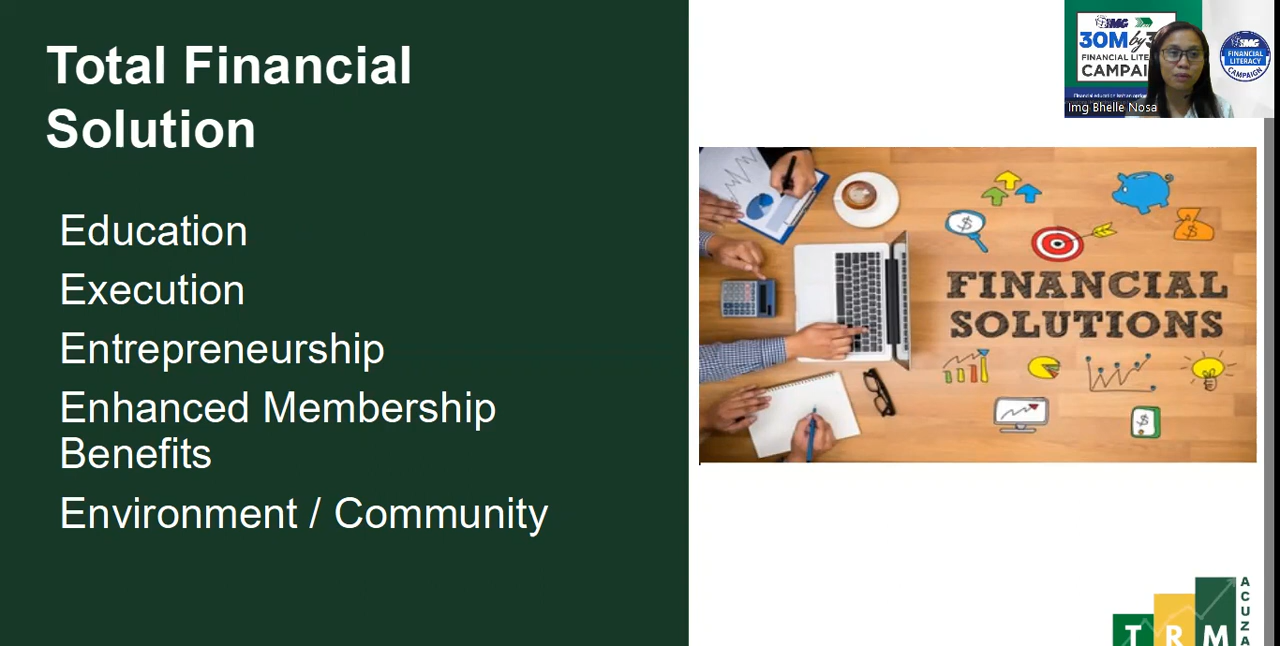 Total Financial
Solution
Education
Execution
Entrepreneurship
Enhanced Membership
Benefits
Environment / Community
IMG
30M by 3
FINANCIAL LITE
CAMPAI
Img Bhelle Nosa
IMG
FINANCIAL
LITERACY
CAMPAIGN
FINANCIAL
SOLUTIONS
TRM
ACUZA